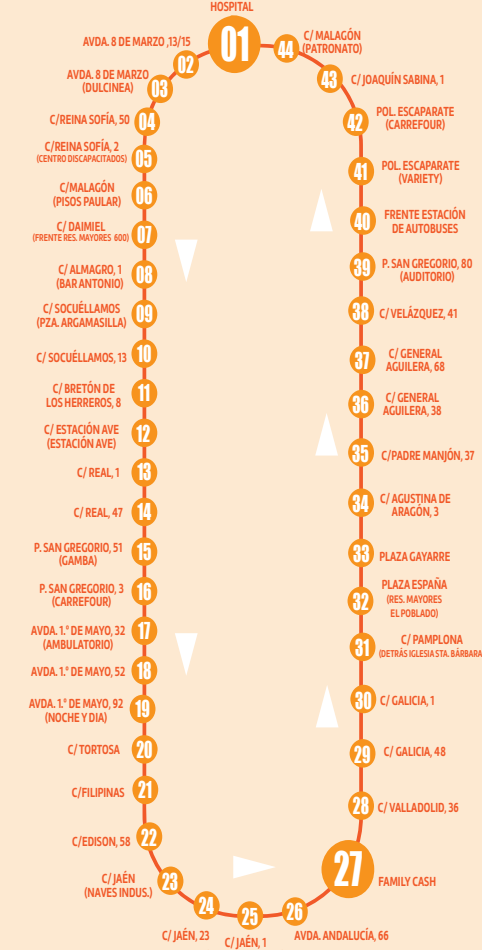 HOSPITAL
01
AVDA. 8 DE MARZO ,13/15
02
AVDA. 8 DE MARZO
(DULCINEA)
03
C/REINA SOFÍA, 50
04
C/REINA SOFÍA, 2
(CENTRO DISCAPACITADOS)
05
C/MALAGÓN
(PISOS PAULAR)
06
C/ DAIMIEL
(FRENTE RES. MAYORES 600)
07
C/ ALMAGRO, 1
(BAR ANTONIO)
08
C/ SOCUÉLLAMOS
(PZA. ARGAMASILLA)
09
C/ SOCUÉLLAMOS, 13
10
C/ BRETÓN DE
LOS HERREROS, 8
11
C/ ESTACIÓN AVE
(ESTACIÓN AVE)
12
C/ REAL, 1
13
C/ REAL, 47
14
P. SAN GREGORIO, 51
(GAMBA)
15
P. SAN GREGORIO, 3
(CARREFOUR)
16
AVDA. 1.º DE MAYO, 32
(AMBULATORIO)
17
AVDA. 1.º DE MAYO, 52
18
AVDA. 1.º DE MAYO, 92
(NOCHE Y DIA)
19
C/ TORTOSA
20
C/FILIPINAS
21
C/EDISON, 58
22
C/ JAÉN
(NAVES INDUS.)
23
C/ JAÉN, 23
24
C/ JAÉN, 1
25
AVDA. ANDALUCÍA, 66
26
FAMILY CASH
27
C/ VALLADOLID, 36
28
C/ GALICIA, 48
29
C/ GALICIA, 1
30
C/ PAMPLONA
(DETRÁS IGLESIA STA. BÁRBARA
31
PLAZA ESPAÑA
(RES. MAYORES
EL POBLADO)
32
PLAZA GAYARRE
33
C/ AGUSTINA DE
ARAGÓN, 3
34
C/PADRE MANJÓN, 37
35
C/ GENERAL
AGUILERA, 38
36
C/ GENERAL
AGUILERA, 68
37
C/ VELÁZQUEZ, 41
38
P. SAN GREGORIO, 80
(AUDITORIO)
39
FRENTE ESTACIÓN
DE AUTOBUSES
40
POL. ESCAPARATE
(VARIETY)
41
POL. ESCAPARATE
(CARREFOUR)
42
C/ JOAQUÍN SABINA, 1
43
C/ MALAGÓN
(PATRONATO)
44